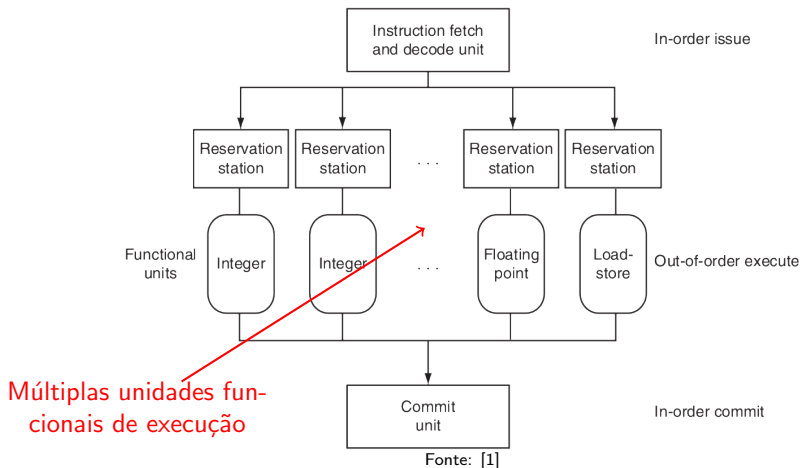 Instruction fetch
and decode unit
In-order issue
Reservation
station
Reservation
station
. . .
Reservation
station
Reservation
station
Functional
units
Integer
Integer
. . .
Floating
point
Load-
store
Out-of-order execute
Múltiplas unidades fun-
cionais de execução
Commit
unit
In-order commit
Fonte: [1]